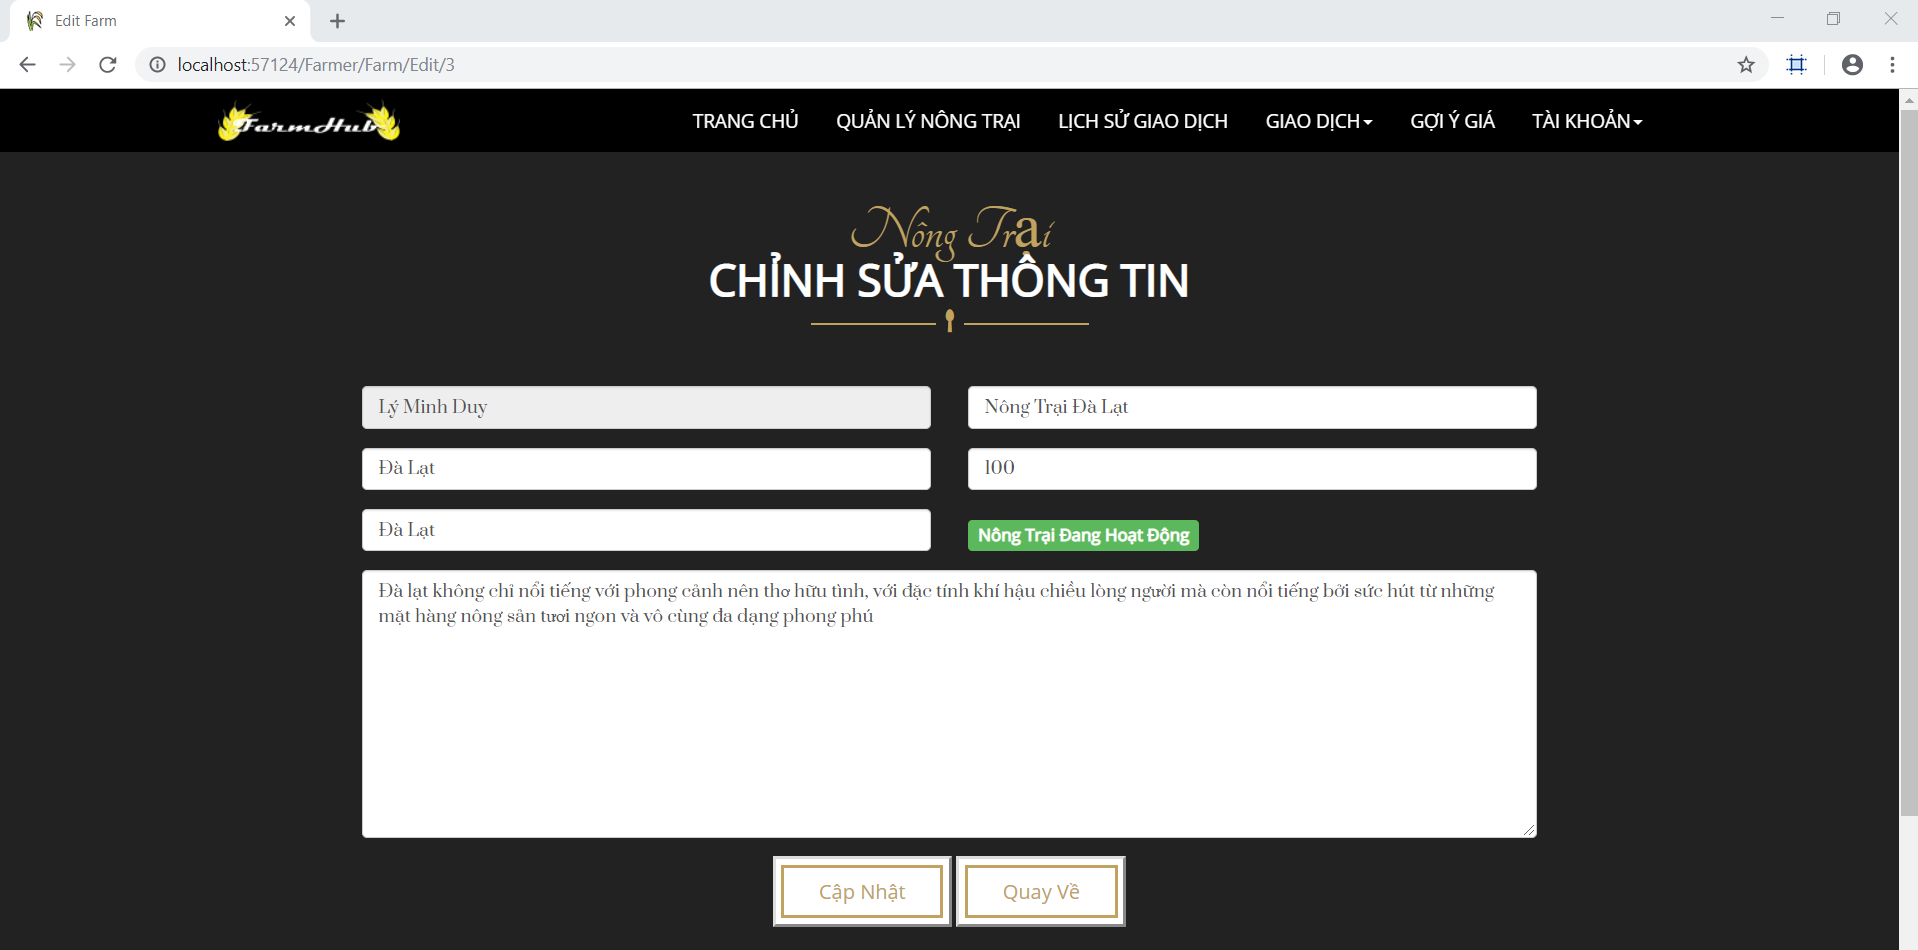 Edit Farm
localhost:57124/Farmer/Farm/Edit/3
FarmHub
TRANG CHỦ QUẢN LÝ NÔNG TRẠI LỊCH SỬ GIAO DỊCH GIAO DỊCH GỢI Ý GIÁ TÀI KHOẢN
Nông Trại
CHỈNH SỬA THÔNG TIN
Lý Minh Duy Nông Trại Đà Lạt
Đà Lạt 100
Đà Lạt Nông Trại Đang Hoạt Động
Đà lạt không chỉ nổi tiếng với phong cảnh nên thơ hữu tình, với đặc tính khí hậu chiều lòng người mà còn nổi tiếng bởi sức hút từ những
mặt hàng nông sản tươi ngon và vô cùng đa dạng phong phú
Cập Nhật Quay Về